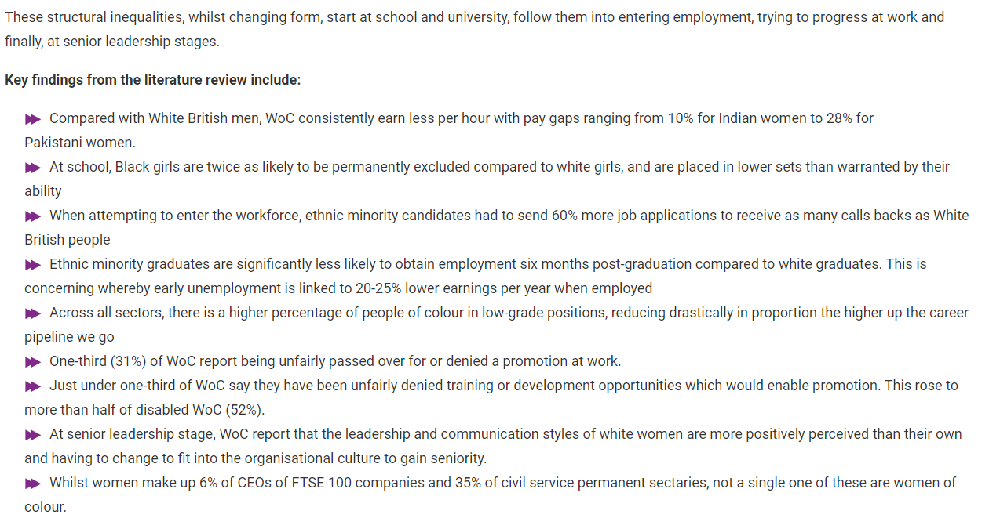 These structural inequalities, whilst changing form, start at school and university, follow them into entering employment, trying to progress at work and
finally, at senior leadership stages.
Key findings from the literature review include:
Compared with White British men, WoC consistently earn less per hour with pay gaps ranging from 10% for Indian women to 28% for
Pakistani women.
At school, Black girls are twice as likely to be permanently excluded compared to white girls, and are placed in lower sets than warranted by their
ability
When attempting to enter the workforce, ethnic minority candidates had to send 60% more job applications to receive as many calls backs as White
British people
Ethnic minority graduates are significantly less likely to obtain employment six months post-graduation compared to white graduates. This is
concerning whereby early unemployment is linked to 20-25% lower earnings per year when employed
Across all sectors, there is a higher percentage of people of colour in low-grade positions, reducing drastically in proportion the higher up the career
pipeline we go
One-third (31%) of WoC report being unfairly passed over for or denied a promotion at work.
Just under one-third of WoC say they have been unfairly denied training or development opportunities which would enable promotion. This rose to
more than half of disabled WoC (52%).
At senior leadership stage, WoC report that the leadership and communication styles of white women are more positively perceived than their own
and having to change to fit into the organisational culture to gain seniority.
Whilst women make up 6% of CEOs of FTSE 100 companies and 35% of civil service permanent sectaries, not a single one of these are women of
colour.